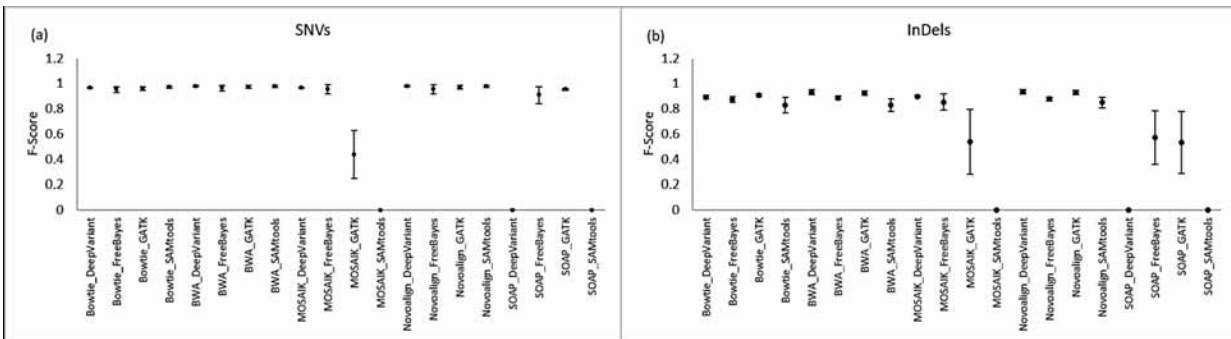 (a)
SNVs
1.2
1
0.8
0.6
0.4
0.2
0
F-Score
Bowtie_DeepVariant
Bowtie_FreeBayes
Bowtie_GATK
Bowtie_SAMtools
BWA_DeepVariant
BWA_FreeBayes
BWA_GATK
BWA_SAMtools
MOSAIK_DeepVariant
MOSAIK_FreeBayes
MOSAIK_GATK
MOSAIK_SAMtools
Novoalign_DeepVariant
Novoalign_FreeBayes
Novoalign_GATK
Novoalign_SAMtools
SOAP_DeepVariant
SOAP_FreeBayes
SOAP_GATK
SOAP_SAMtools
(b)
InDels
1.2
1
0.8
0.6
0.4
0.2
0
F-Score
Bowtie_DeepVariant
Bowtie_FreeBayes
Bowtie_GATK
Bowtie_SAMtools
BWA_DeepVariant
BWA_FreeBayes
BWA_GATK
BWA_SAMtools
MOSAIK_DeepVariant
MOSAIK_FreeBayes
MOSAIK_GATK
MOSAIK_SAMtools
Novoalign_DeepVariant
Novoalign_FreeBayes
Novoalign_GATK
Novoalign_SAMtools
SOAP_DeepVariant
SOAP_FreeBayes
SOAP_GATK
SOAP_SAMtools